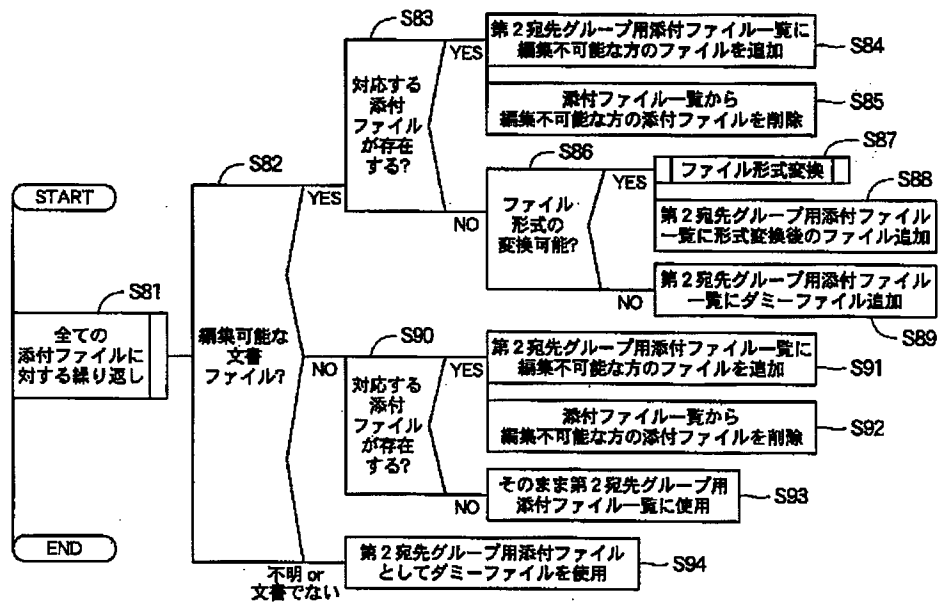 START
S81
全ての
添付ファイルに
対する繰り返し
END
S82
編集可能な
文書
ファイル?
YES
S83
対応する
添付
ファイル
が存在
する?
YES
第2宛先グループ用添付ファイル一覧に
編集不可能な方のファイルを追加
S84
添付ファイル一覧から
編集不可能な方の添付ファイルを削除
S85
NO
S86
ファイル
形式の
変換可能?
YES
ファイル形式変換
S87
第2宛先グループ用添付ファイル
一覧に形式変換後のファイル追加
S88
NO
第2宛先グループ用添付ファイル
一覧にダミーファイル追加
S89
NO
S90
対応する
添付
ファイル
が存在
する?
YES
第2宛先グループ用添付ファイル一覧に
編集不可能な方のファイルを追加
S91
添付ファイル一覧から
編集不可能な方の添付ファイルを削除
S92
NO
そのまま第2宛先グループ用
添付ファイル一覧に使用
S93
不明 or
文書でない
第2宛先グループ用添付ファイル
としてダミーファイルを使用
S94